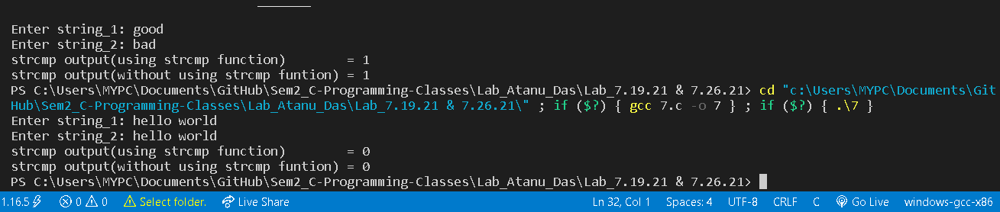 Enter string_1: good
Enter string_2: bad
strcmp output(using strcmp function)          = 1
strcmp output(without using strcmp funtion) = 1
PS C:\Users\MYPC\Documents\GitHub\Sem2_C-Programming-Classes\Lab_Atanu_Das\Lab_7.19.21 & 7.26.21> cd "c:\Users\MYPC\Documents\Git
Hub\Sem2_C-Programming-Classes\Lab_Atanu_Das\Lab_7.19.21 & 7.26.21\" ; if ($?) { gcc 7.c -o 7 } ; if ($?) { .\7 }
Enter string_1: hello world
Enter string_2: hello world
strcmp output(using strcmp function)          = 0
strcmp output(without using strcmp funtion) = 0
PS C:\Users\MYPC\Documents\GitHub\Sem2_C-Programming-Classes\Lab_Atanu_Das\Lab_7.19.21 & 7.26.21>
1.16.5 0 0 Select folder. Live Share Ln 32, Col 1 Spaces: 4 UTF-8 CRLF C Go Live windows-gcc-x86